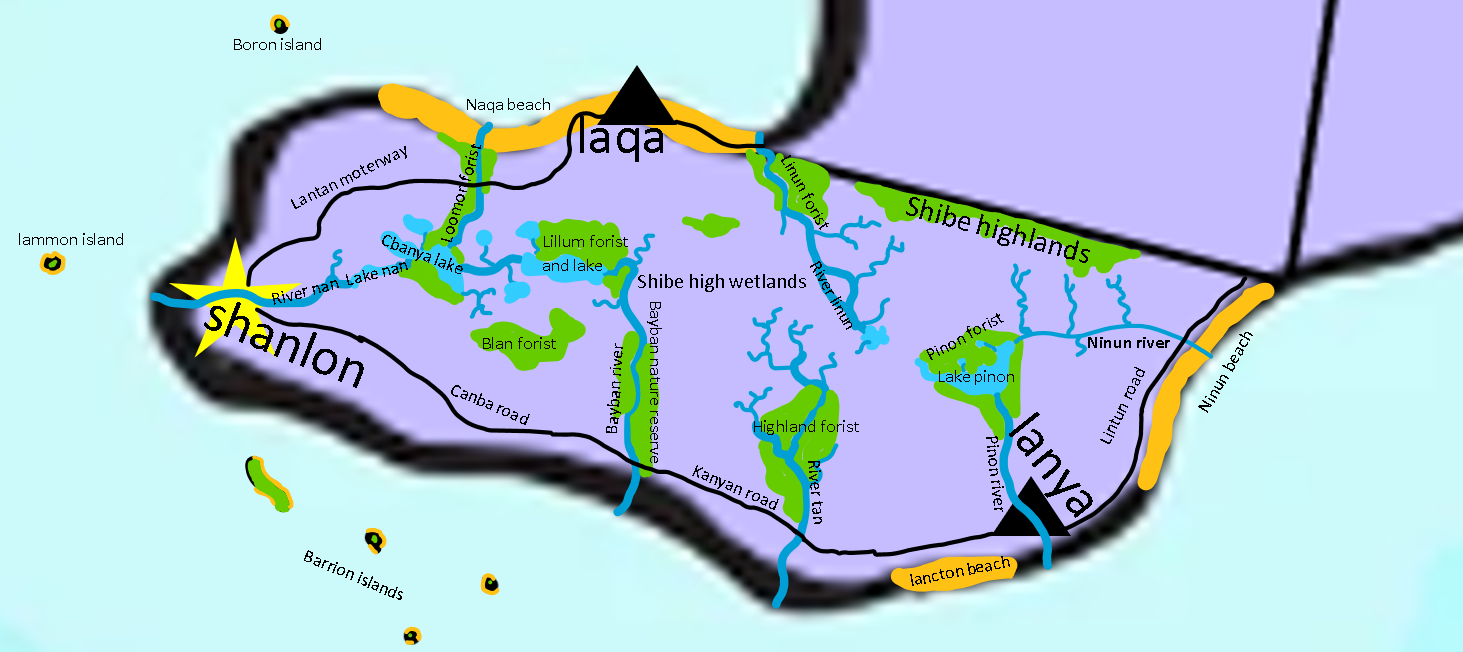 Boron island
Naqa beach
laqa
Lantan moterway
Loomon forist
Linun forist
Shibe highlands
lammon island
Cbanya lake
Lillum forist
and lake
River nan
Lake nan
Shibe high wetlands
River linun
shanlon
Blan forist
Bayban river
Bayban nature reserve
Pinon forist
Ninun river
Lake pinon
Ninun beach
Lintun road
Canba road
Highland forist
Kanyan road
River tan
Pinon river
lanya
lancton beach
Barrion islands